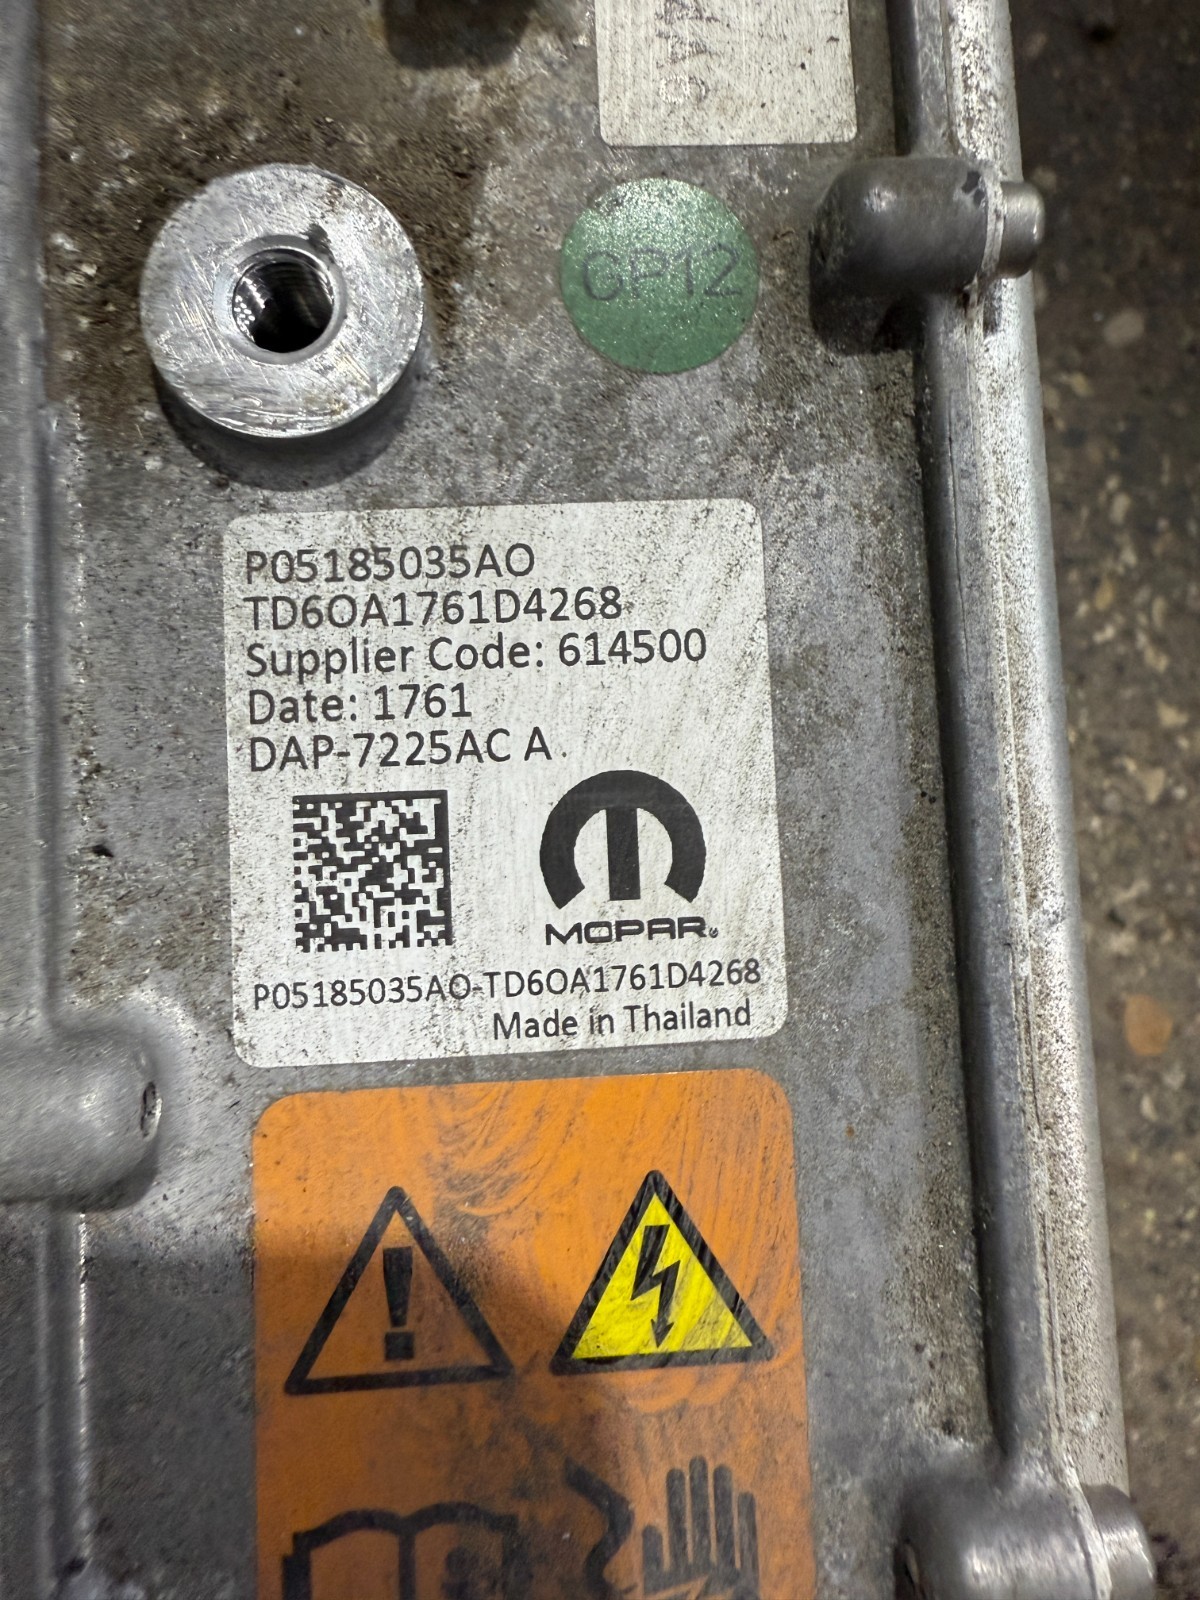 GP12
P05185035AO
TD6OA1761D4268
Supplier Code: 614500
Date: 1761
DAP-7225AC A
MOPAR
P05185035AO-TD6OA1761D4268
Made in Thailand